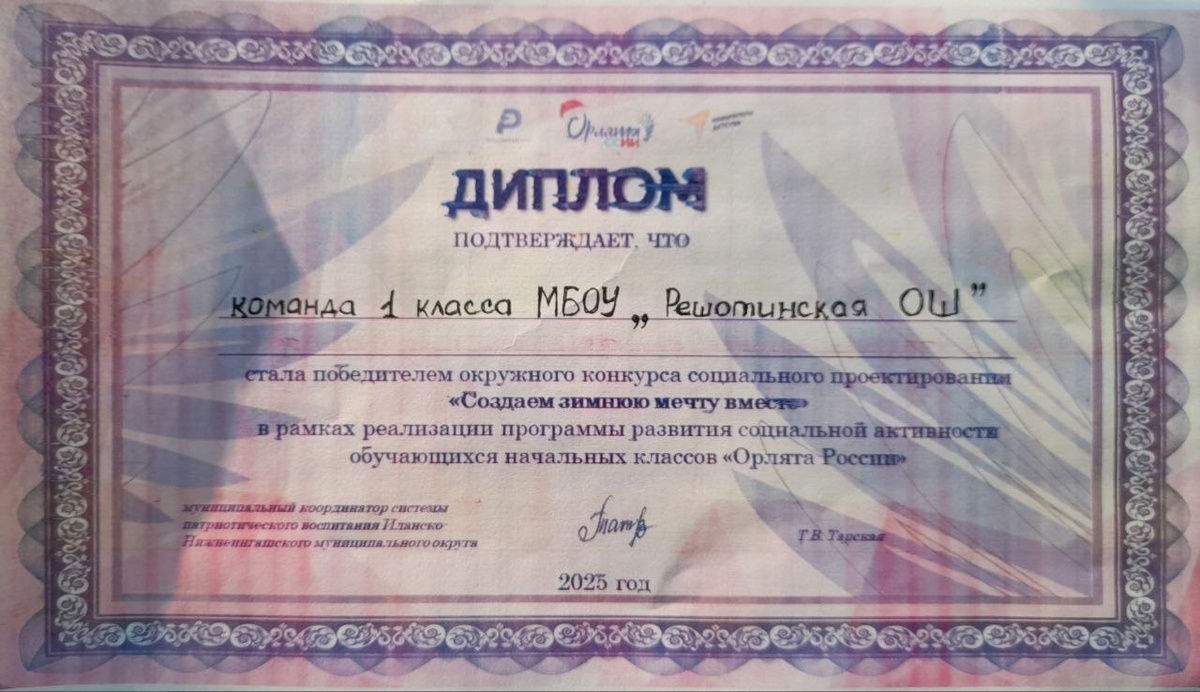 Орлята
России
ДИПЛОМ
ПОДТВЕРЖДАЕТ, ЧТО
команда 1 класса МБОУ „Решотинская ОШ”
стала победителем окружного конкурса социального проектирования
«Создаем зимнюю мечту вместе»
в рамках реализации программы развития социальной активности
обучающихся начальных классов «Орлята России»
муниципальный координатор системы
патриотического воспитания Иланско-
Нижнеингашского муниципального округа
Т.В. Тарская
2025 год